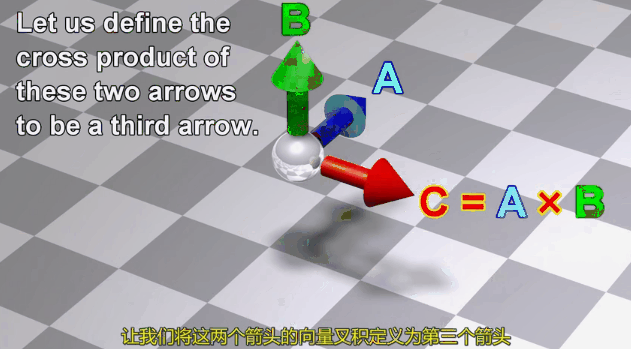 Let us define the
cross product of
these two arrows
to be a third arrow.
B
A
C = A × B
让我们将这两个箭头的向量叉积定义为第三个箭头